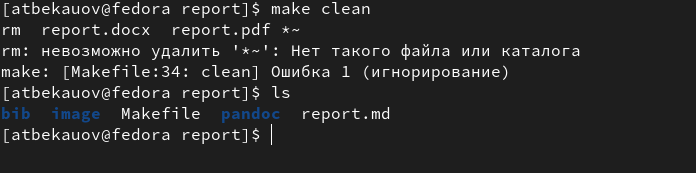 [atbekauov@fedora report]$ make clean
rm  report.docx  report.pdf *~
rm: невозможно удалить '*~': Нет такого файла или каталога
make: [Makefile:34: clean] Ошибка 1 (игнорирование)
[atbekauov@fedora report]$ ls
bib  image  Makefile  pandoc  report.md
[atbekauov@fedora report]$